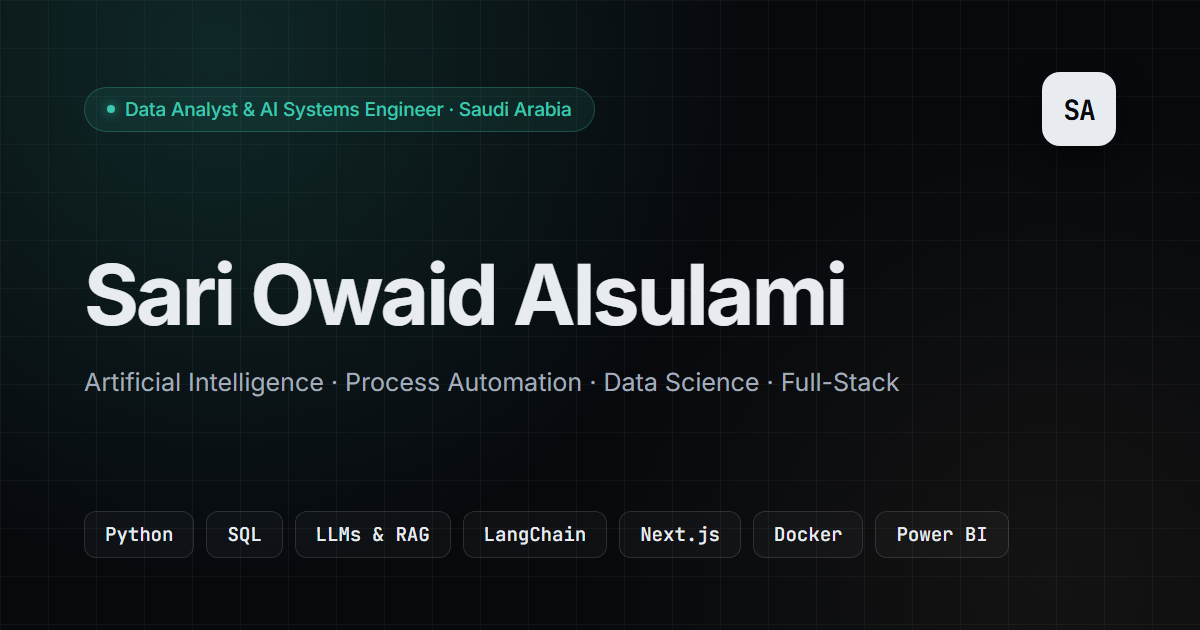 Data Analyst & AI Systems Engineer · Saudi Arabia
SA
Sari Owaid Alsulami
Artificial Intelligence · Process Automation · Data Science · Full-Stack
Python SQL LLMs & RAG LangChain Next.js Docker Power BI